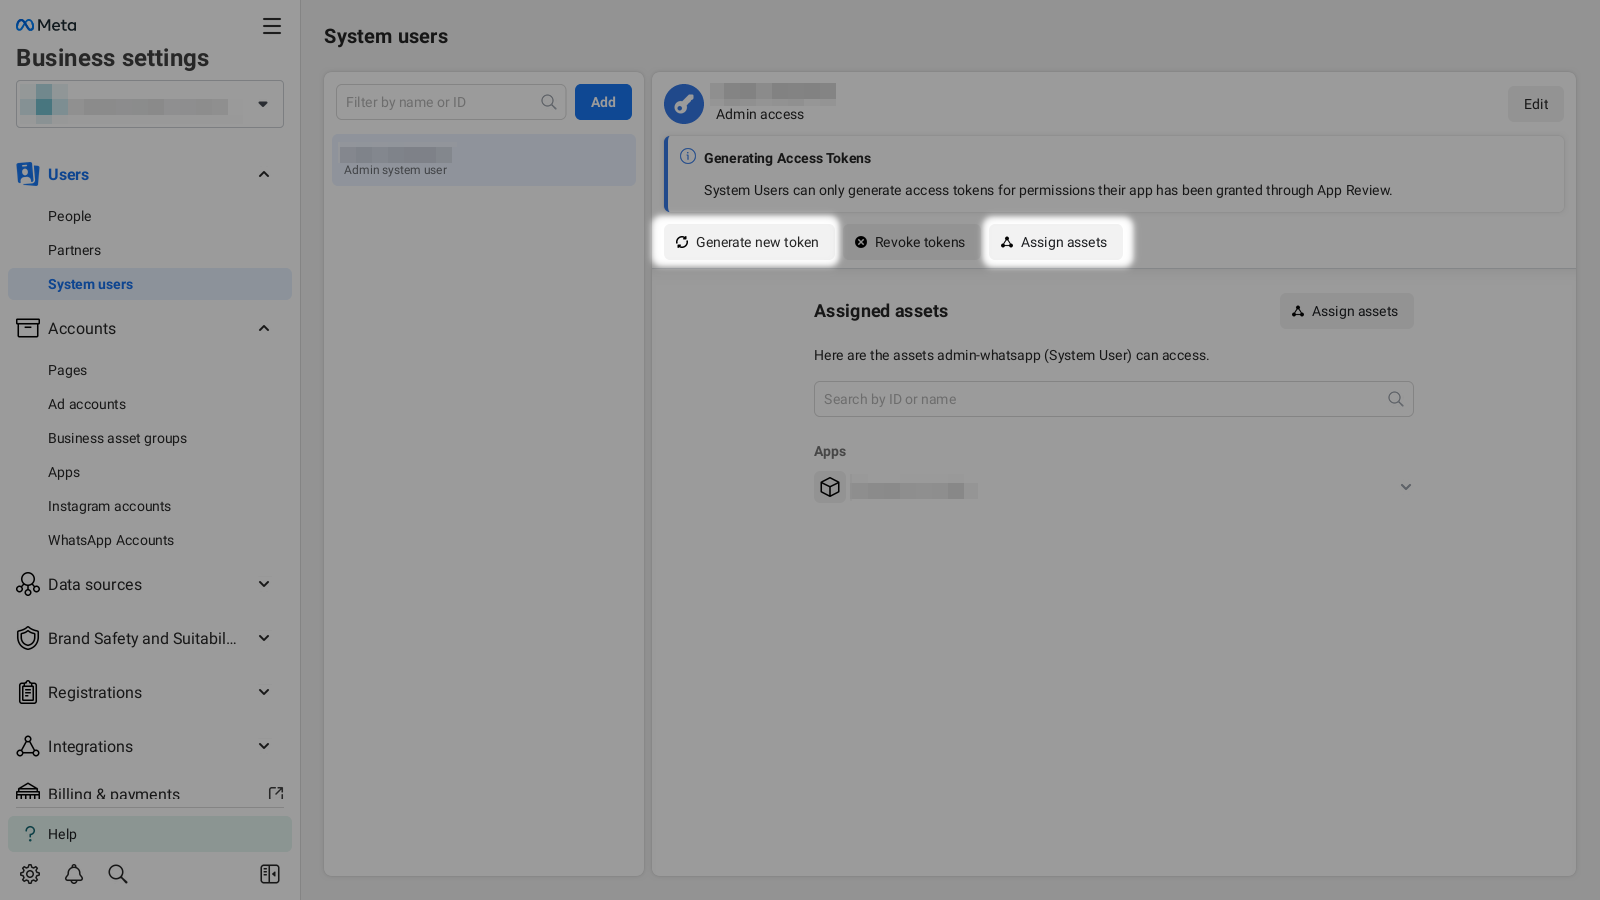 Meta
Business settings
Users
People
Partners
System users
Accounts
Pages
Ad accounts
Business asset groups
Apps
Instagram accounts
WhatsApp Accounts
Data sources
Brand Safety and Suitabil...
Registrations
Integrations
Billing & payments
? Help
System users
Filter by name or ID
Add
Admin system user
Admin access
Edit
Generating Access Tokens
System Users can only generate access tokens for permissions their app has been granted through App Review.
Generate new token
Revoke tokens
Assign assets
Assigned assets
Assign assets
Here are the assets admin-whatsapp (System User) can access.
Search by ID or name
Apps